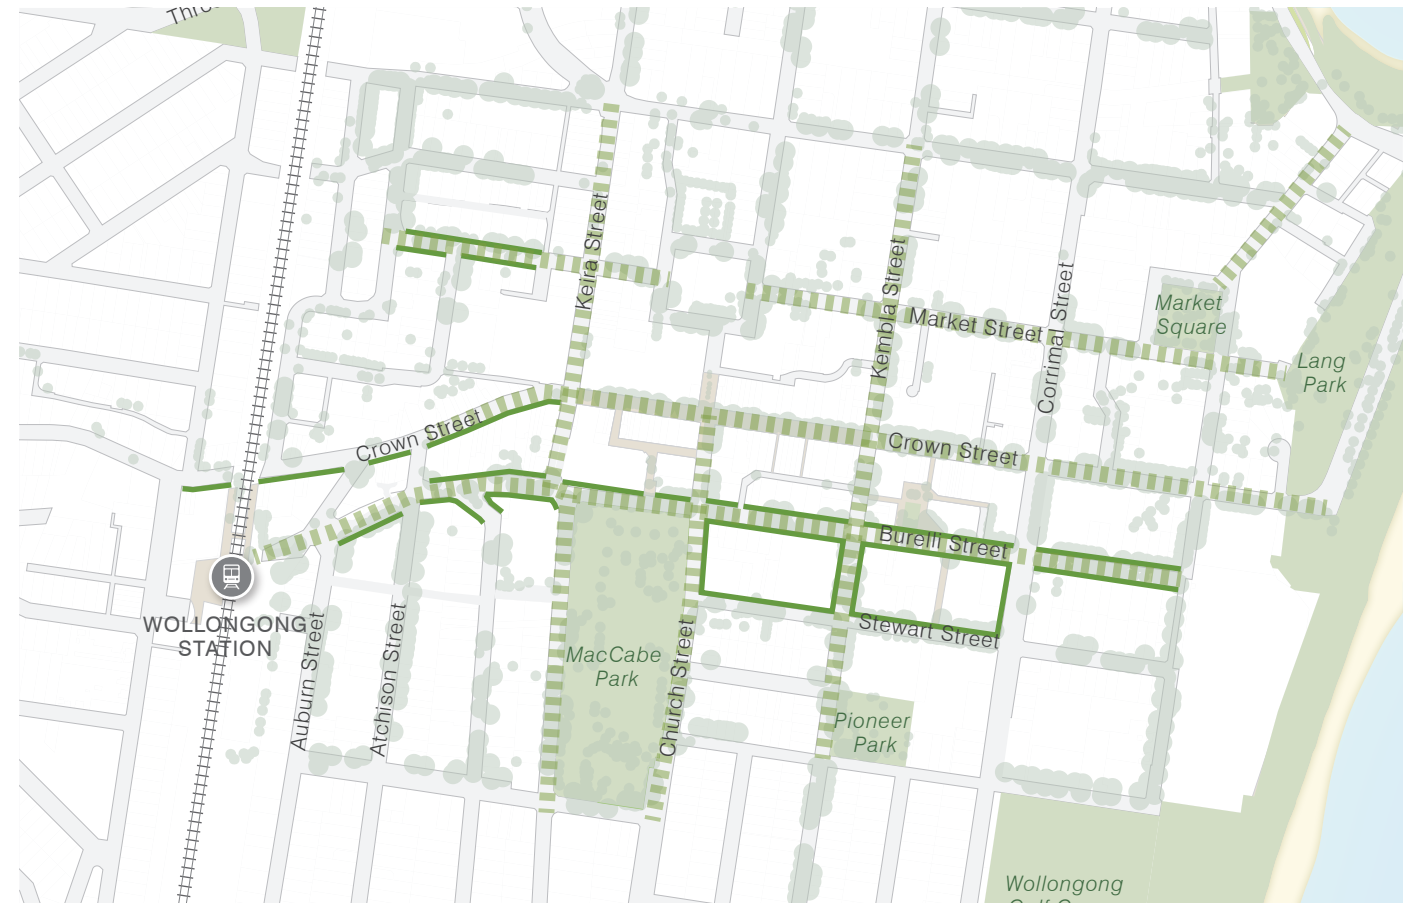 Keira Street
Kembla Street
Corrimal Street
Market Street
Market
Square
Lang
Park
Crown Street
Crown Street
Burelli Street
WOLLONGONG
STATION
Auburn Street
Atchison Street
MacCabe
Park
Church Street
Stewart Street
Pioneer
Park
Wollongong